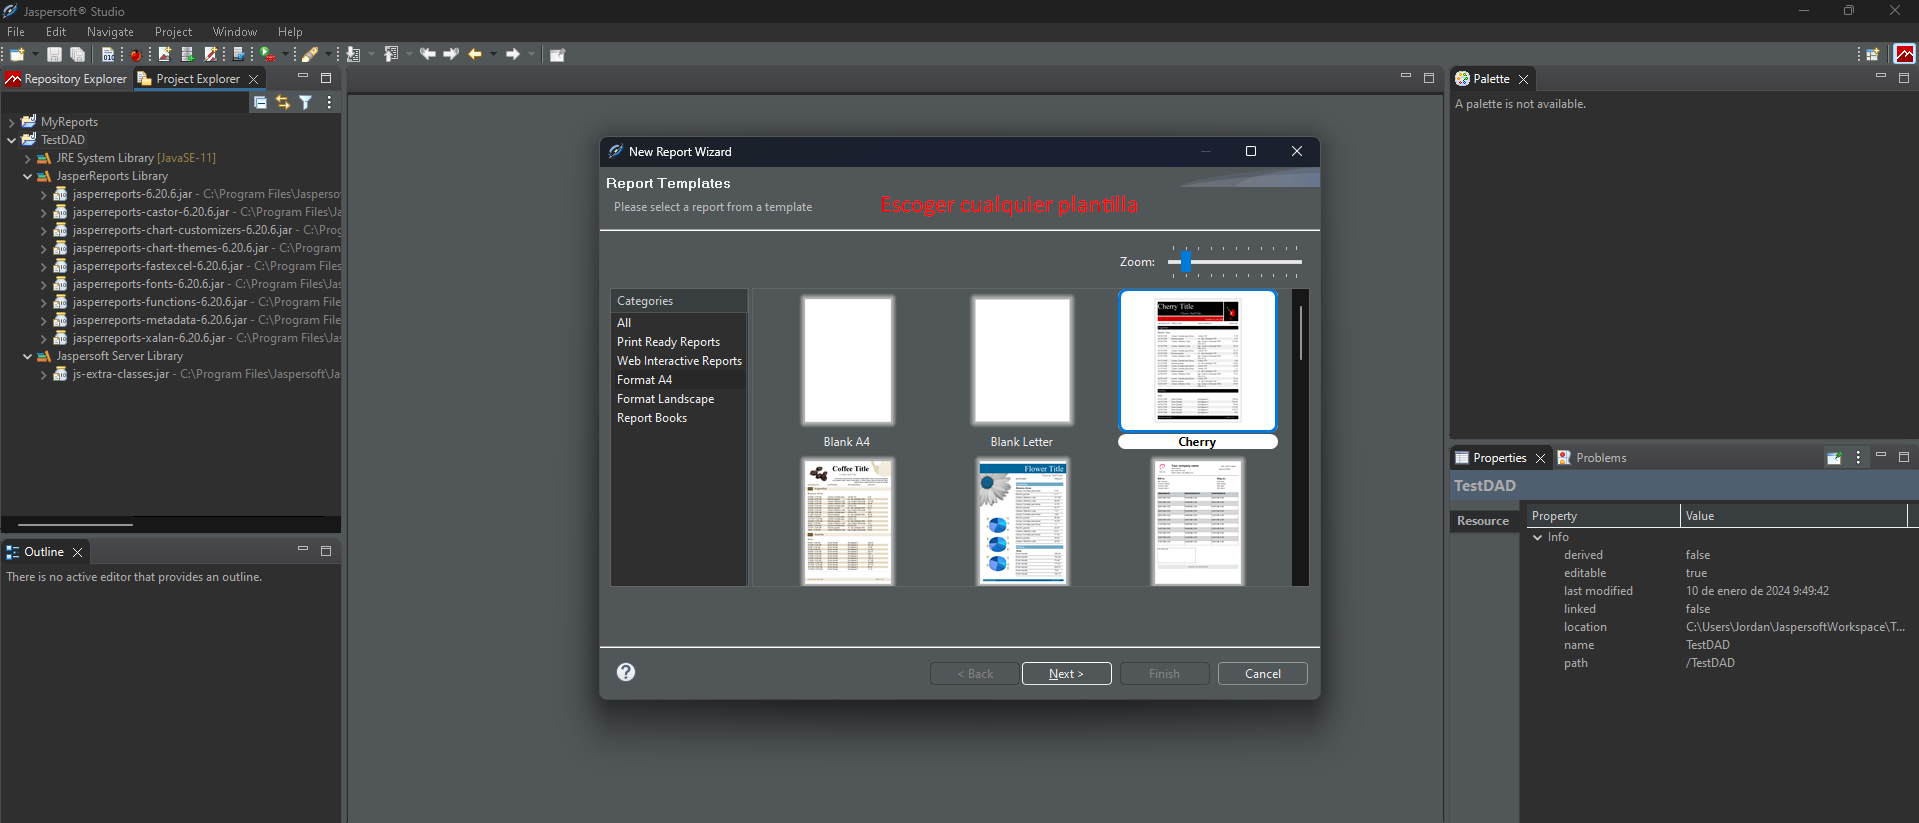 Jaspersoft® Studio
File Edit Navigate Project Window Help
Repository Explorer Project Explorer
MyReports
TestDAD
JRE System Library [JavaSE-11]
JasperReports Library
jasperreports-6.20.6.jar - C:\Program Files\Jasperso
jasperreports-castor-6.20.6.jar - C:\Program Files\Ja
jasperreports-chart-customizers-6.20.6.jar - C:\Prog
jasperreports-chart-themes-6.20.6.jar - C:\Program
jasperreports-fastexcel-6.20.6.jar - C:\Program Files
jasperreports-fonts-6.20.6.jar - C:\Program Files\Jas
jasperreports-functions-6.20.6.jar - C:\Program File
jasperreports-metadata-6.20.6.jar - C:\Program File
jasperreports-xalan-6.20.6.jar - C:\Program Files\Jas
Jaspersoft Server Library
js-extra-classes.jar - C:\Program Files\Jaspersoft\Ja
Outline
There is no active editor that provides an outline.
New Report Wizard
Report Templates
Please select a report from a template
Escoger cualquier plantilla
Zoom:
Categories
All
Print Ready Reports
Web Interactive Reports
Format A4
Format Landscape
Report Books
Cherry Title
Blank A4 Blank Letter Cherry
Coffee Title
Flower Title
< Back Next > Finish Cancel
Palette
A palette is not available.
Properties Problems
TestDAD
Resource
Property Value
Info
derived false
editable true
last modified 10 de enero de 2024 9:49:42
linked false
location C:\Users\Jordan\JaspersoftWorkspace\T...
name TestDAD
path /TestDAD